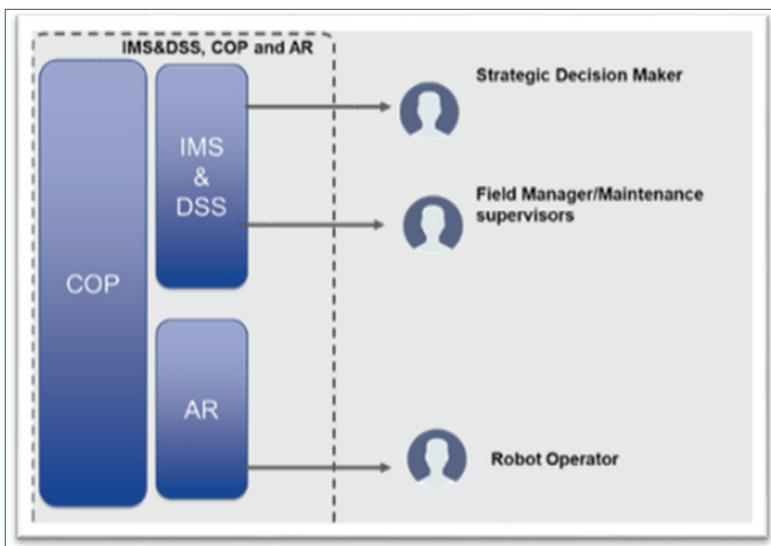 IMS&DSS, COP and AR
Strategic Decision Maker
IMS
&
DSS
Field Manager/Maintenance
supervisors
COP
AR
Robot Operator